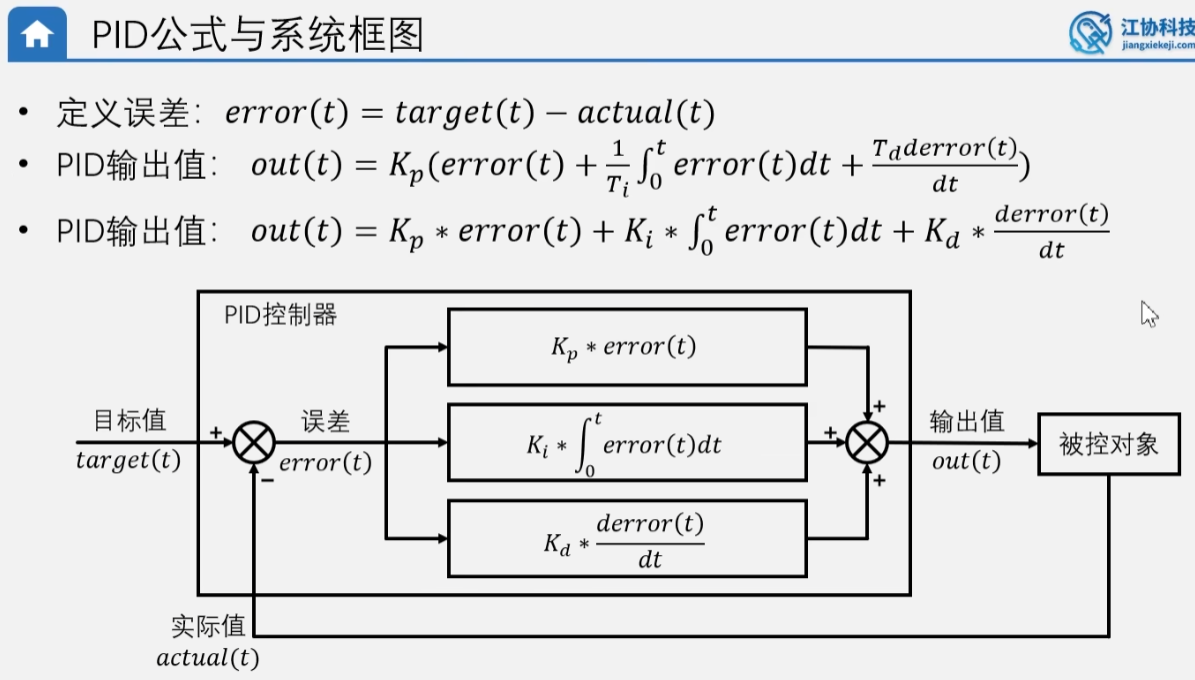 PID公式与系统框图
江协科技
jiangxiekeji.com
• 定义误差：error(t) = target(t) − actual(t)
• PID输出值： out(t) = K_p(error(t) + \frac{1}{T_i} ∫_0^t error(t)dt + \frac{T_d derror(t)}{dt})
• PID输出值： out(t) = K_p * error(t) + K_i * ∫_0^t error(t)dt + K_d * \frac{derror(t)}{dt}
PID控制器
K_p * error(t)
目标值
target(t)
+
−
误差
error(t)
K_i * ∫_0^t error(t)dt
+
+
+
输出值
out(t)
被控对象
K_d * \frac{derror(t)}{dt}
实际值
actual(t)